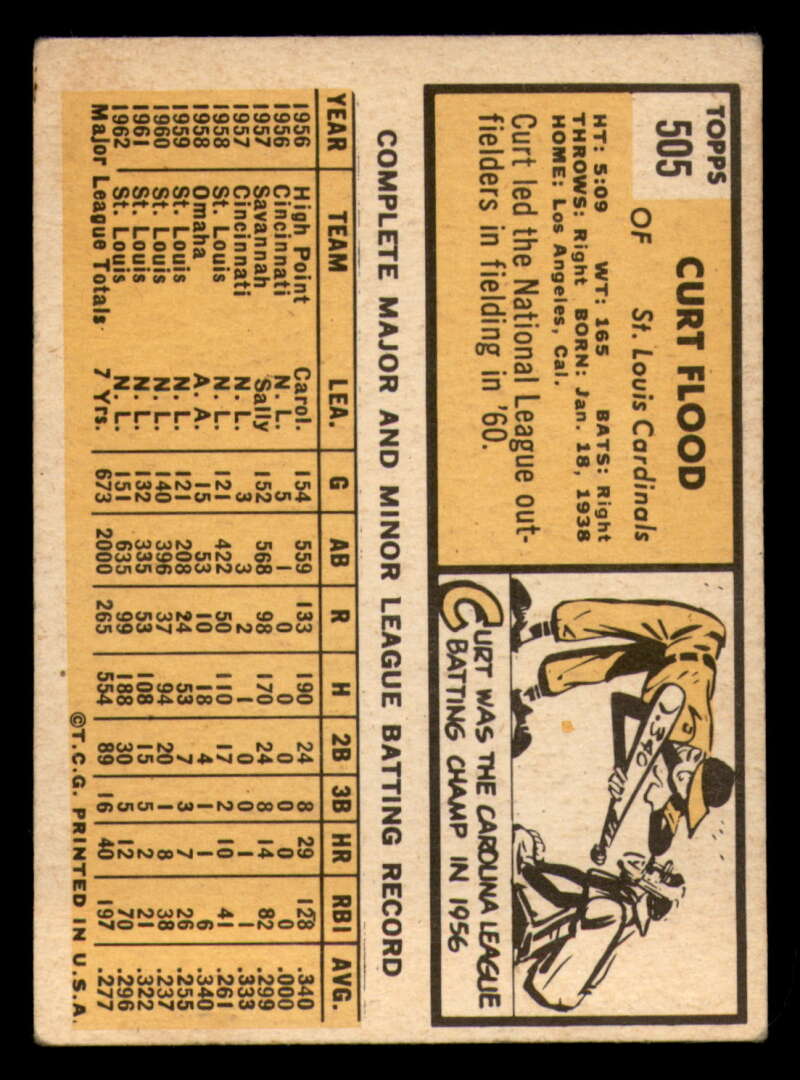 TOPPS
505
CURT FLOOD
OF St. Louis Cardinals
HT: 5:09 WT: 165 BATS: Right
THROWS: Right BORN: Jan. 18, 1938
HOME: Los Angeles, Cal.
Curt led the National League out-
fielders in fielding in '60.
.340
CURT WAS THE CAROLINA LEAGUE
BATTING CHAMP IN 1956
COMPLETE MAJOR AND MINOR LEAGUE BATTING RECORD
YEAR TEAM LEA. G AB R H 2B 3B HR RBI AVG.
1956 High Point Carol. 154 559 133 190 24 8 29 128 .340
1956 Cincinnati N.L. 5 1 0 0 0 0 0 0 .000
1957 Savannah Sally 152 568 98 170 24 8 14 82 .299
1957 Cincinnati N.L. 3 3 2 1 0 0 1 1 .333
1958 St. Louis N.L. 121 422 50 110 17 2 10 41 .261
1958 Omaha A.A. 15 53 10 18 4 1 1 6 .340
1959 St. Louis N.L. 121 208 24 53 7 3 7 26 .255
1960 St. Louis N.L. 140 396 37 94 20 1 8 38 .237
1961 St. Louis N.L. 132 335 53 108 15 5 2 21 .322
1962 St. Louis N.L. 151 635 99 188 30 5 12 70 .296
Major League Totals 7 Yrs. 673 2000 265 554 89 16 40 197 .277
©T.C.G. PRINTED IN U.S.A.